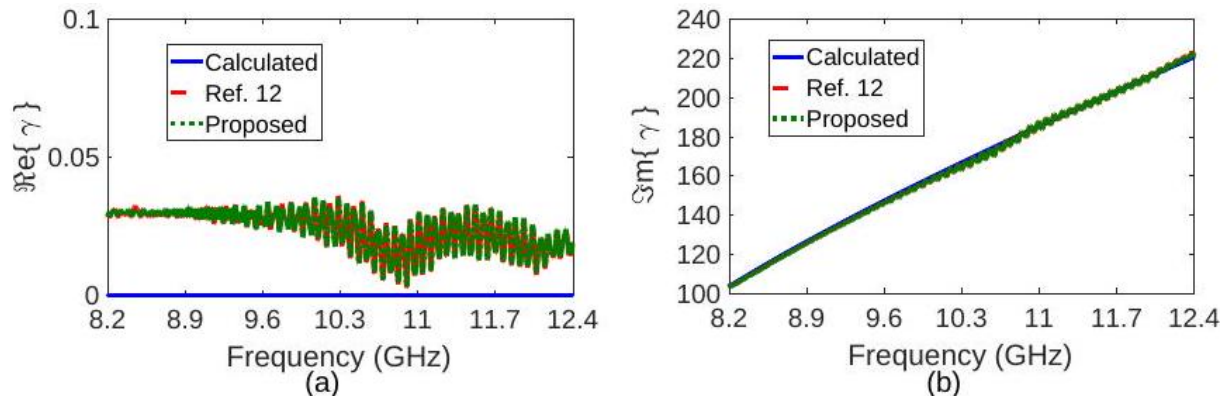 0.1
0.05
0
ℜe{ γ }
Calculated
Ref. 12
Proposed
8.2 8.9 9.6 10.3 11 11.7 12.4
Frequency (GHz)
(a)
240
220
200
180
160
140
120
100
ℑm{ γ }
Calculated
Ref. 12
Proposed
8.2 8.9 9.6 10.3 11 11.7 12.4
Frequency (GHz)
(b)